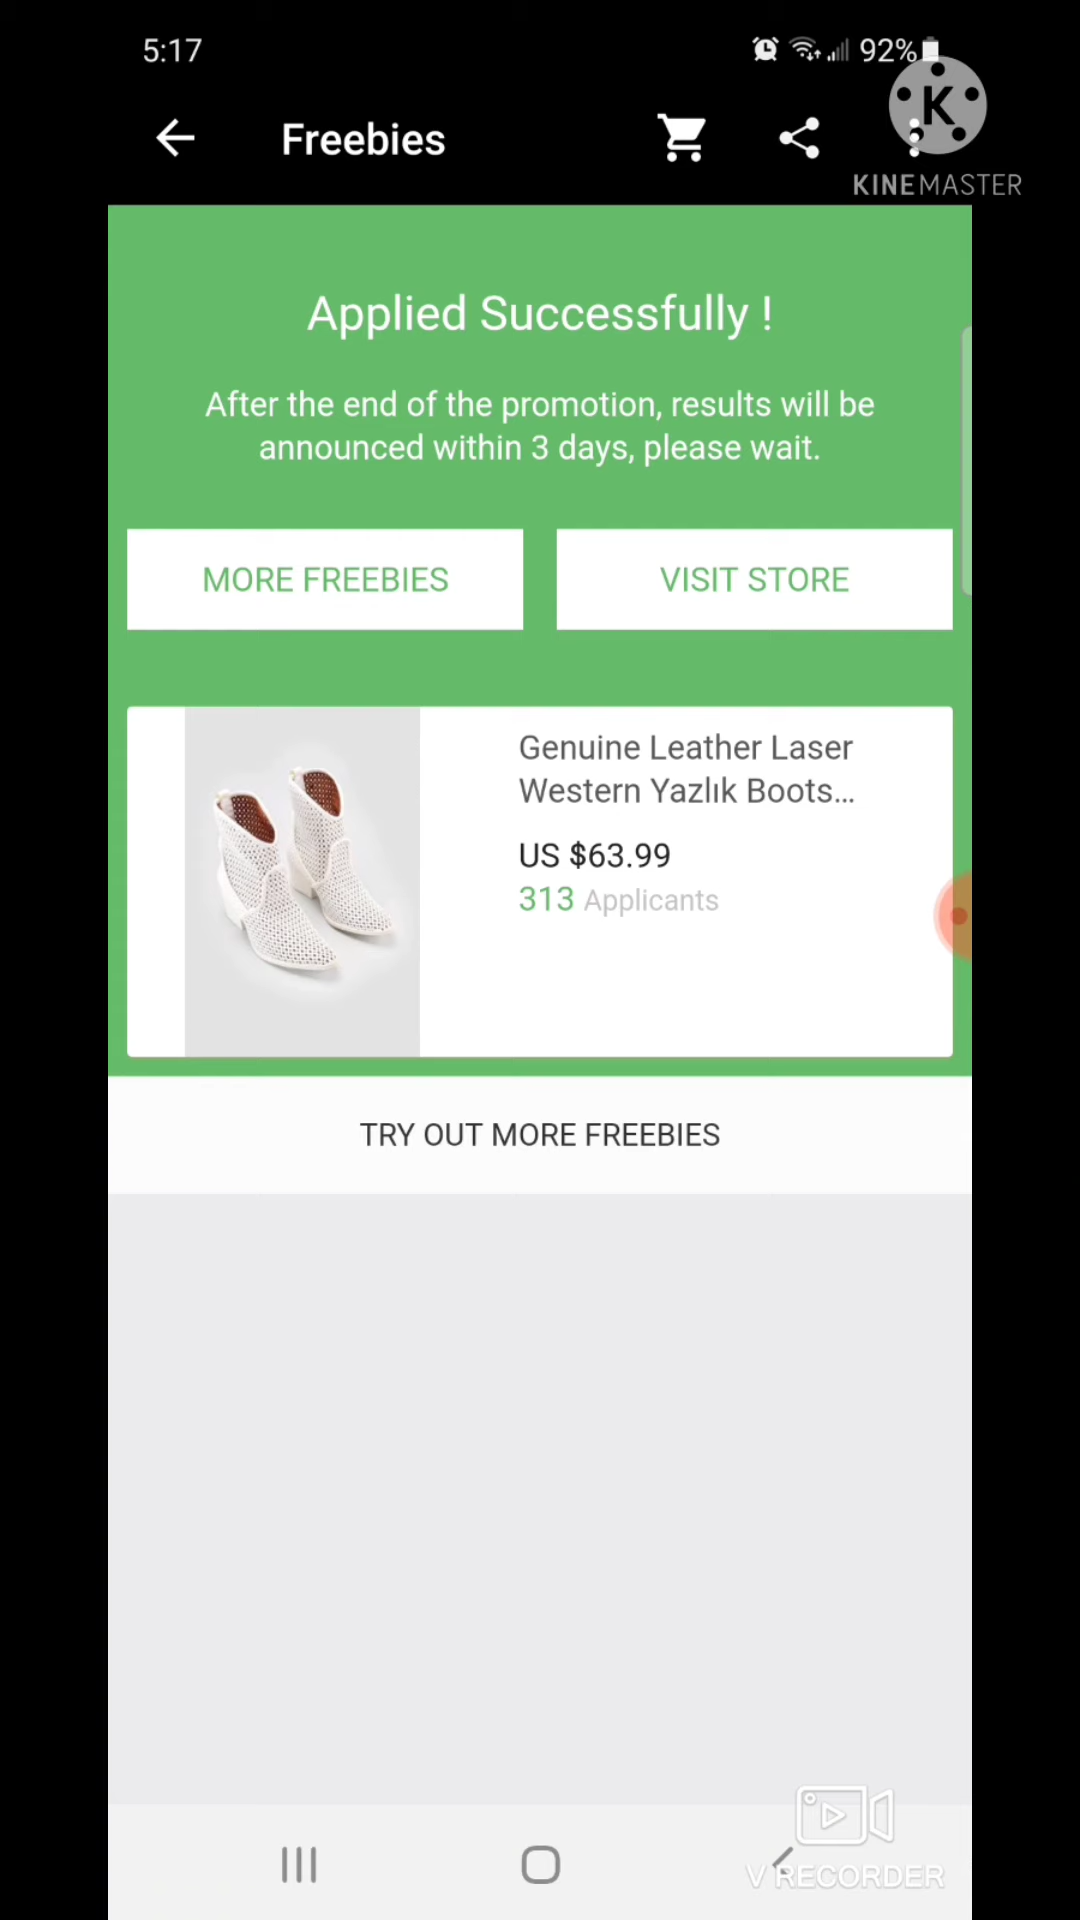 5:17
92%
Freebies
K
KINEMASTER
Applied Successfully !
After the end of the promotion, results will be
announced within 3 days, please wait.
MORE FREEBIES
VISIT STORE
Genuine Leather Laser
Western Yazlık Boots...
US $63.99
313 Applicants
TRY OUT MORE FREEBIES
V RECORDER